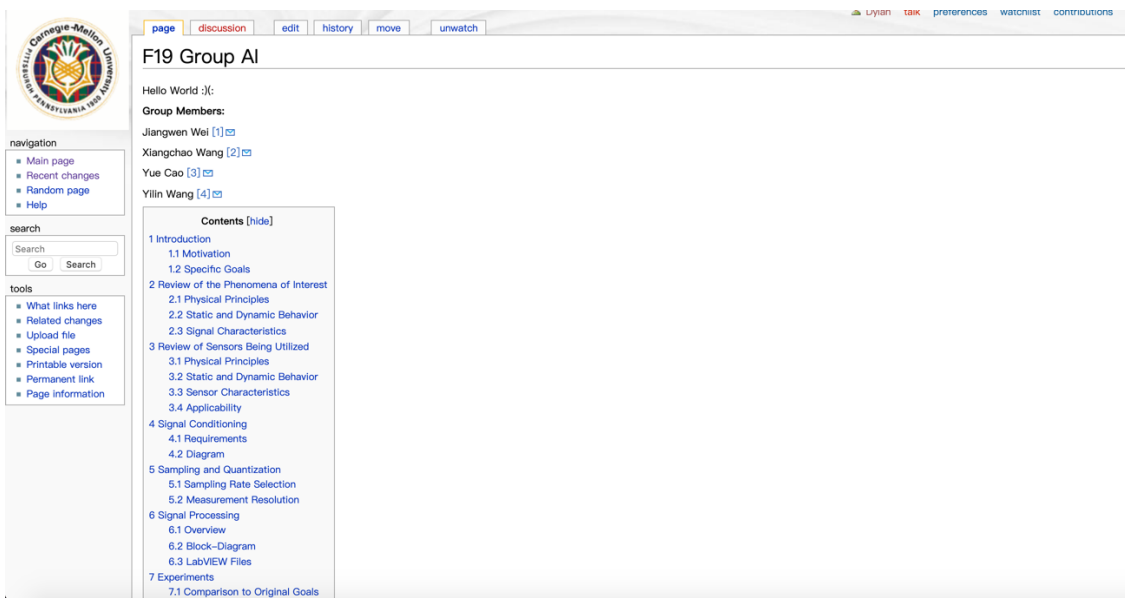 Dylan talk preferences watchlist contributions
page discussion edit history move unwatch
Carnegie-Mellon University
PITTSBURGH PENNSYLVANIA 1900
F19 Group AI
Hello World :)(:
Group Members:
Jiangwen Wei [1]
Xiangchao Wang [2]
Yue Cao [3]
Yilin Wang [4]
navigation
Main page
Recent changes
Random page
Help
search
Search
Go Search
tools
What links here
Related changes
Upload file
Special pages
Printable version
Permanent link
Page information
Contents [hide]
1 Introduction
1.1 Motivation
1.2 Specific Goals
2 Review of the Phenomena of Interest
2.1 Physical Principles
2.2 Static and Dynamic Behavior
2.3 Signal Characteristics
3 Review of Sensors Being Utilized
3.1 Physical Principles
3.2 Static and Dynamic Behavior
3.3 Sensor Characteristics
3.4 Applicability
4 Signal Conditioning
4.1 Requirements
4.2 Diagram
5 Sampling and Quantization
5.1 Sampling Rate Selection
5.2 Measurement Resolution
6 Signal Processing
6.1 Overview
6.2 Block-Diagram
6.3 LabVIEW Files
7 Experiments
7.1 Comparison to Original Goals